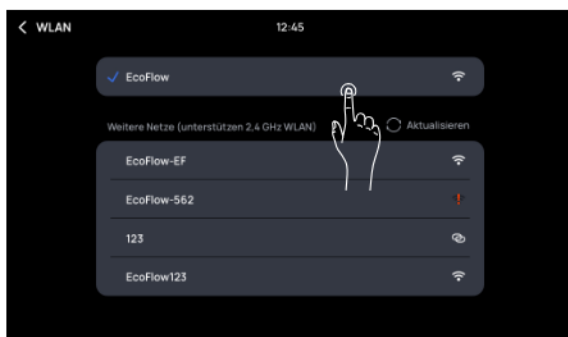 WLAN
12:45
EcoFlow
Weitere Netze (unterstützen 2,4 GHz WLAN)
Aktualisieren
EcoFlow-EF
EcoFlow-562
123
EcoFlow123